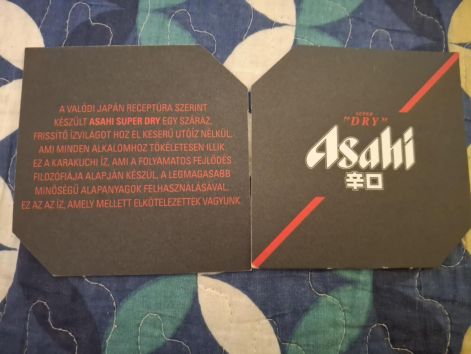 A VALÓDI JAPÁN RECEPTÚRA SZERINT
KÉSZÜLT ASAHI SUPER DRY EGY SZÁRAZ,
FRISSÍTŐ ÍZVILÁGOT HOZ EL KESERŰ UTÓÍZ NÉLKÜL.
AMI MINDEN ALKALOMHOZ TÖKÉLETESEN ILLIK.
EZ A KARAKUCHI ÍZ, AMI A FOLYAMATOS FEJLŐDÉS
FILOZÓFIÁJA ALAPJÁN KÉSZÜL, A LEGMAGASABB
MINŐSÉGŰ ALAPANYAGOK FELHASZNÁLÁSÁVAL.
EZ AZ AZ ÍZ, AMELY MELLETT ELKÖTELEZETTEK VAGYUNK.
SUPER
"DRY"
Asahi
辛口